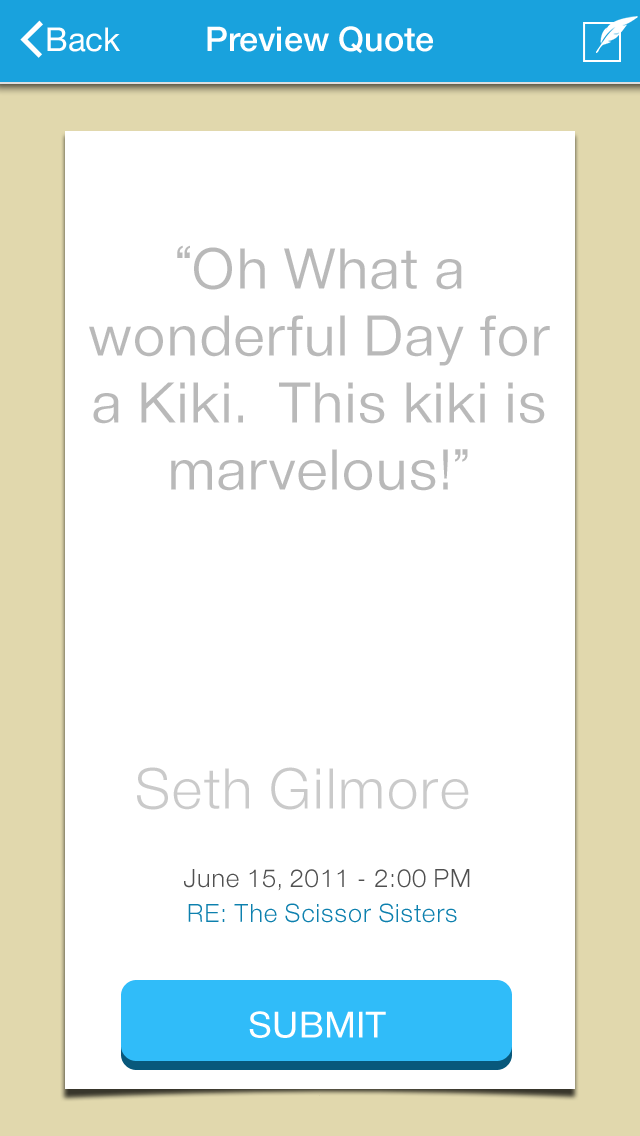 Back
Preview Quote
“Oh What a
wonderful Day for
a Kiki.  This kiki is
marvelous!”
Seth Gilmore
June 15, 2011 - 2:00 PM
RE: The Scissor Sisters
SUBMIT